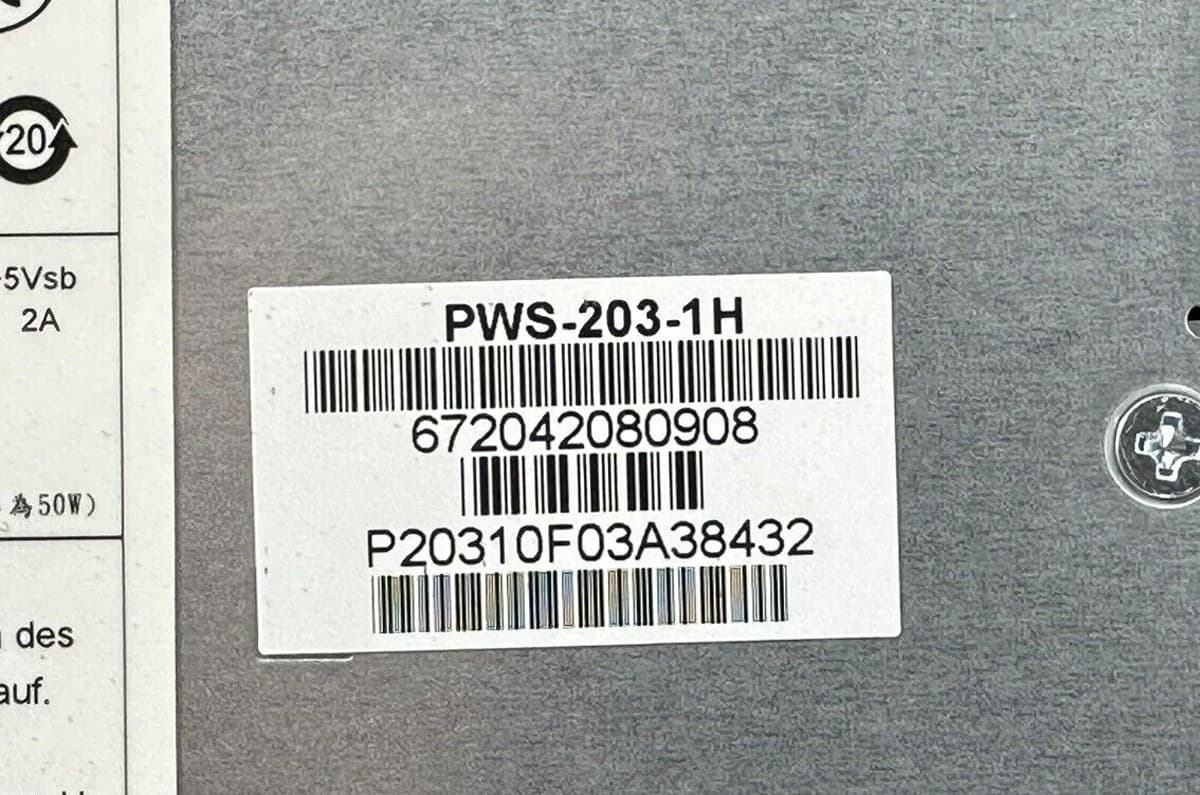 20
5Vsb
2A
為50W)
des
auf.
PWS-203-1H
672042080908
P20310F03A38432